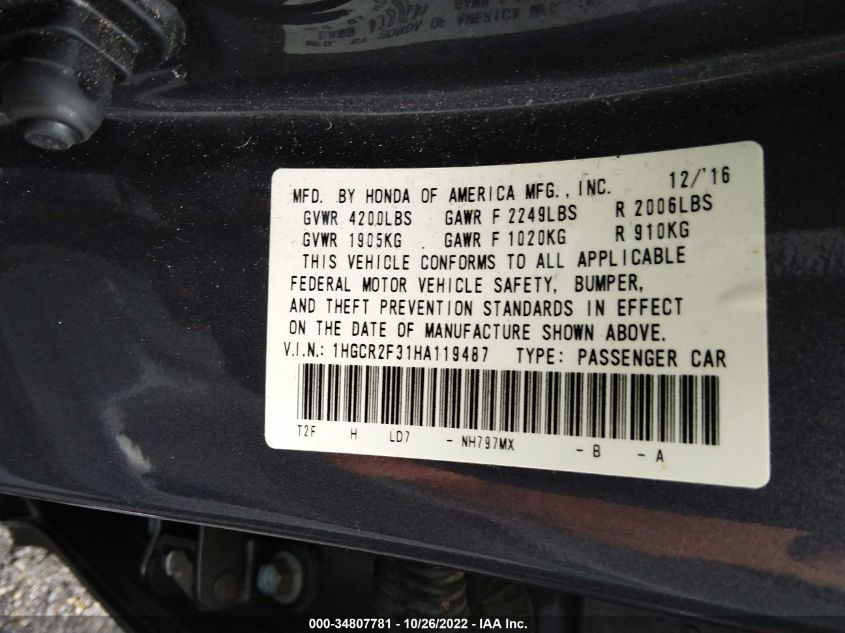 MFD. BY HONDA OF AMERICA MFG., INC. 12/'16
GVWR 4200LBS GAWR F 2249LBS R 2006LBS
GVWR 1905KG GAWR F 1020KG R 910KG
THIS VEHICLE CONFORMS TO ALL APPLICABLE
FEDERAL MOTOR VEHICLE SAFETY, BUMPER,
AND THEFT PREVENTION STANDARDS IN EFFECT
ON THE DATE OF MANUFACTURE SHOWN ABOVE.
V.I.N.: 1HGCR2F31HA119487 TYPE: PASSENGER CAR
T2F H LD7 - NH797MX - B - A
000-34807781 - 10/26/2022 - IAA Inc.